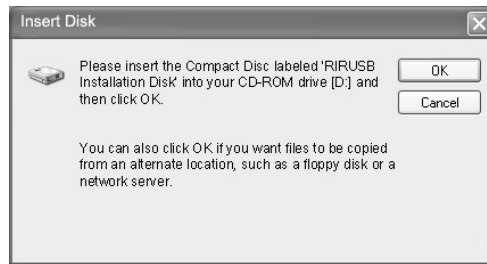 Insert Disk
Please insert the Compact Disc labeled 'RIRUSB
Installation Disk' into your CD-ROM drive [D:] and
then click OK.
OK
Cancel
You can also click OK if you want files to be copied
from an alternate location, such as a floppy disk or a
network server.